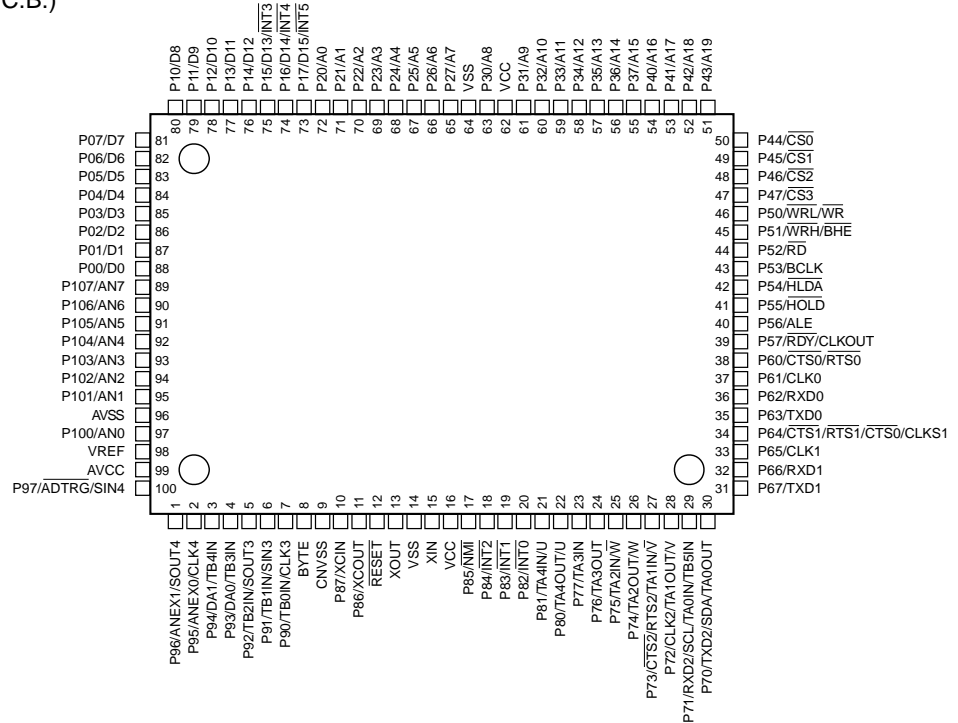 C.B.)
P10/D8
P11/D9
P12/D10
P13/D11
P14/D12
P15/D13/INT3
P16/D14/INT4
P17/D15/INT5
P20/A0
P21/A1
P22/A2
P23/A3
P24/A4
P25/A5
P26/A6
P27/A7
VSS
P30/A8
VCC
P31/A9
P32/A10
P33/A11
P34/A12
P35/A13
P36/A14
P37/A15
P40/A16
P41/A17
P42/A18
P43/A19
80
79
78
77
76
75
74
73
72
71
70
69
68
67
66
65
64
63
62
61
60
59
58
57
56
55
54
53
52
51
P07/D7 81
P06/D6 82
P05/D5 83
P04/D4 84
P03/D3 85
P02/D2 86
P01/D1 87
P00/D0 88
P107/AN7 89
P106/AN6 90
P105/AN5 91
P104/AN4 92
P103/AN3 93
P102/AN2 94
P101/AN1 95
AVSS 96
P100/AN0 97
VREF 98
AVCC 99
P97/ADTRG/SIN4 100
50 P44/CS0
49 P45/CS1
48 P46/CS2
47 P47/CS3
46 P50/WRL/WR
45 P51/WRH/BHE
44 P52/RD
43 P53/BCLK
42 P54/HLDA
41 P55/HOLD
40 P56/ALE
39 P57/RDY/CLKOUT
38 P60/CTS0/RTS0
37 P61/CLK0
36 P62/RXD0
35 P63/TXD0
34 P64/CTS1/RTS1/CTS0/CLKS1
33 P65/CLK1
32 P66/RXD1
31 P67/TXD1
1
2
3
4
5
6
7
8
9
10
11
12
13
14
15
16
17
18
19
20
21
22
23
24
25
26
27
28
29
30
P96/ANEX1/SOUT4
P95/ANEX0/CLK4
P94/DA1/TB4IN
P93/DA0/TB3IN
P92/TB2IN/SOUT3
P91/TB1IN/SIN3
P90/TB0IN/CLK3
BYTE
CNVSS
P87/XCIN
P86/XCOUT
RESET
XOUT
VSS
XIN
VCC
P85/NMI
P84/INT2
P83/INT1
P82/INT0
P81/TA4IN/U
P80/TA4OUT/U
P77/TA3IN
P76/TA3OUT
P75/TA2IN/W
P74/TA2OUT/W
P73/CTS2/RTS2/TA1IN/V
P72/CLK2/TA1OUT/V
P71/RXD2/SCL/TA0IN/TB5IN
P70/TXD2/SDA/TA0OUT